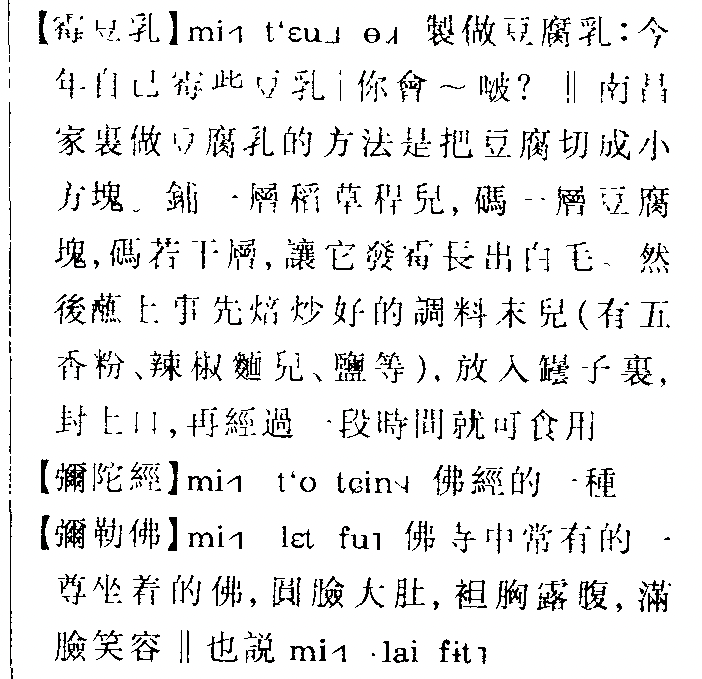 【霉豆乳】mi˧ t‘ɛu˩ ɵ˩ 製做豆腐乳：今
年自己霉些豆乳｜你會～啵？‖南昌
家裏做豆腐乳的方法是把豆腐切成小
方塊。鋪一層稻草稈兒，碼一層豆腐
塊，碼若干層，讓它發霉長出白毛。然
後蘸上事先焙炒好的調料末兒(有五
香粉、辣椒麵兒、鹽等)，放入罎子裏，
封上口，再經過一段時間就可食用
【彌陀經】mi˧ t‘o tɕin˧ 佛經的一種
【彌勒佛】mi˧ lɛt fu˥ 佛寺中常有的一
尊坐着的佛，圓臉大肚，袒胸露腹，滿
臉笑容‖也説 mi˧ ·lai fɨt˥